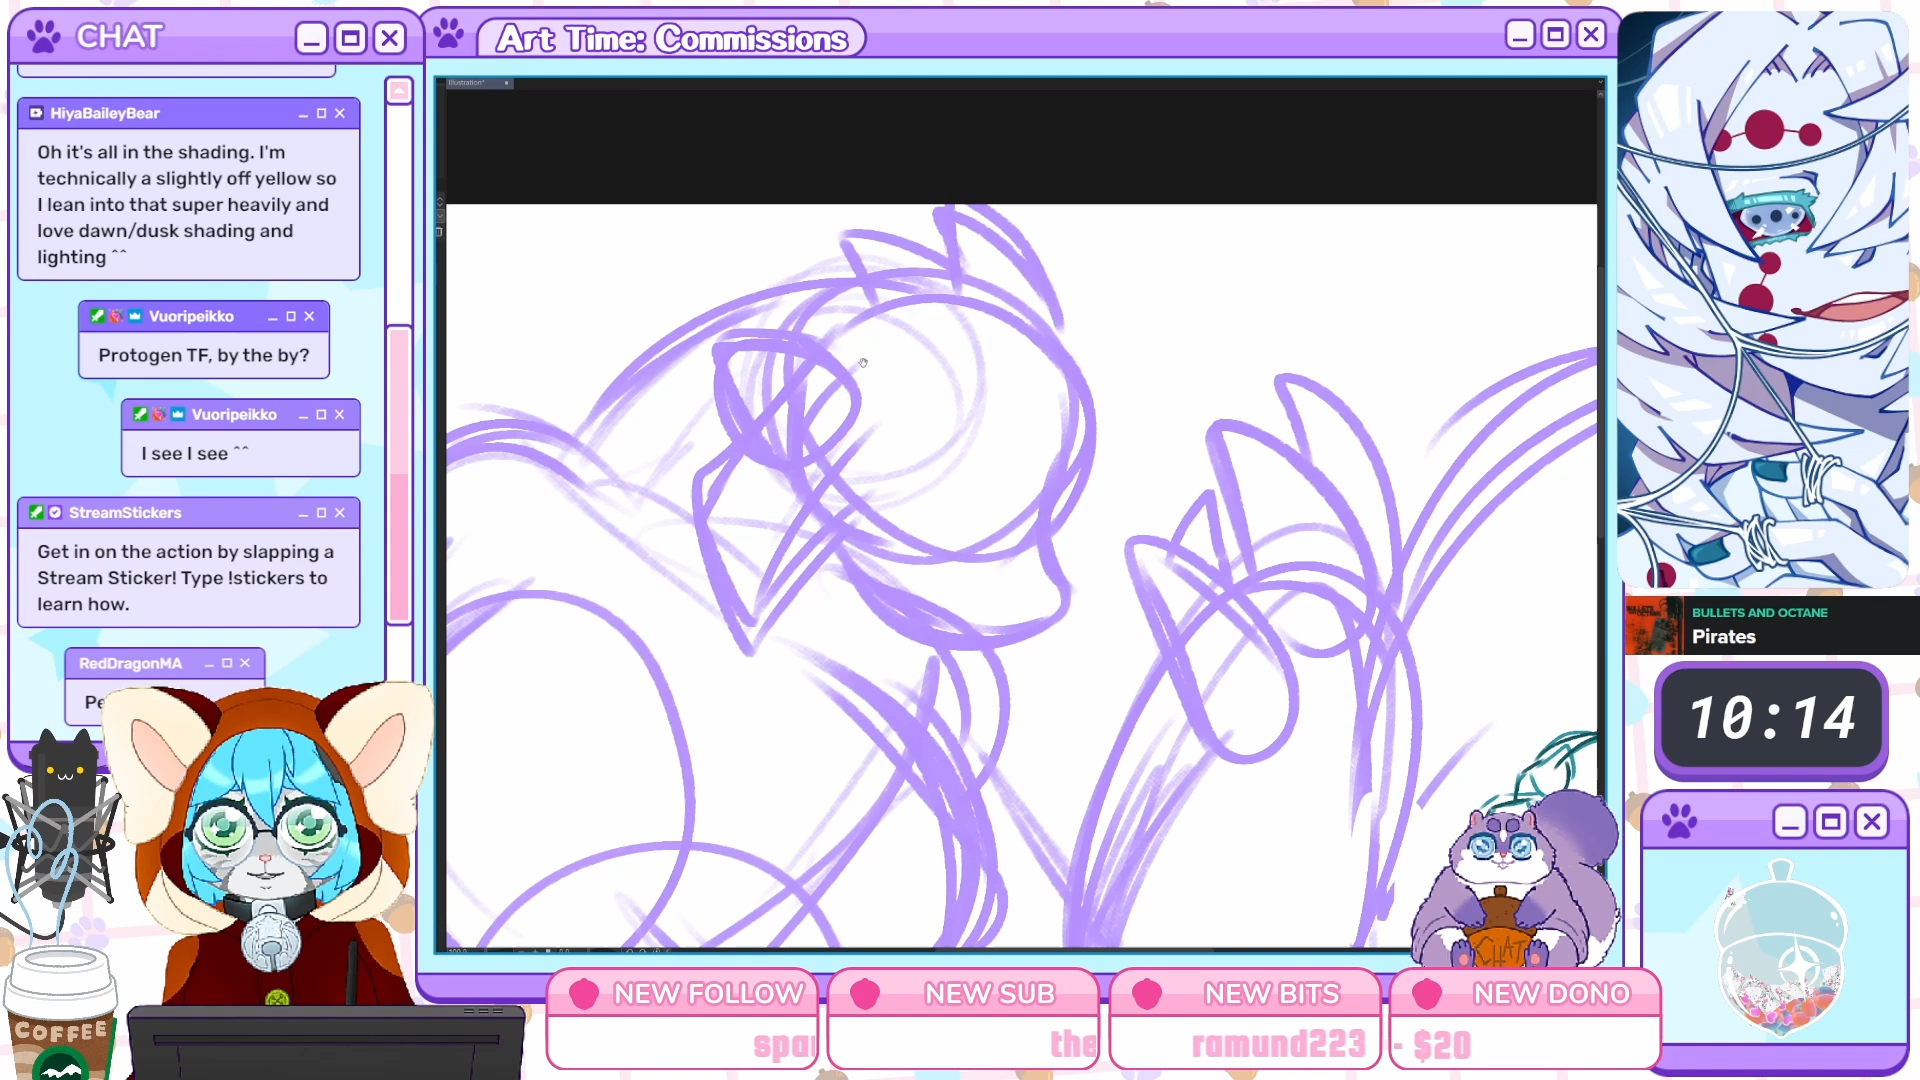 CHAT
Art Time: Commissions
Illustration*
HiyaBaileyBear
Oh it's all in the shading. I'm
technically a slightly off yellow so
I lean into that super heavily and
love dawn/dusk shading and
lighting ^^
Vuoripeikko
Protogen TF, by the by?
Vuoripeikko
I see I see ^^
StreamStickers
Get in on the action by slapping a
Stream Sticker! Type !stickers to
learn how.
RedDragonMA
BULLETS AND OCTANE
Pirates
10:14
CHAT
COFFEE
NEW FOLLOW
NEW SUB
NEW BITS
ramund223
NEW DONO
- $20